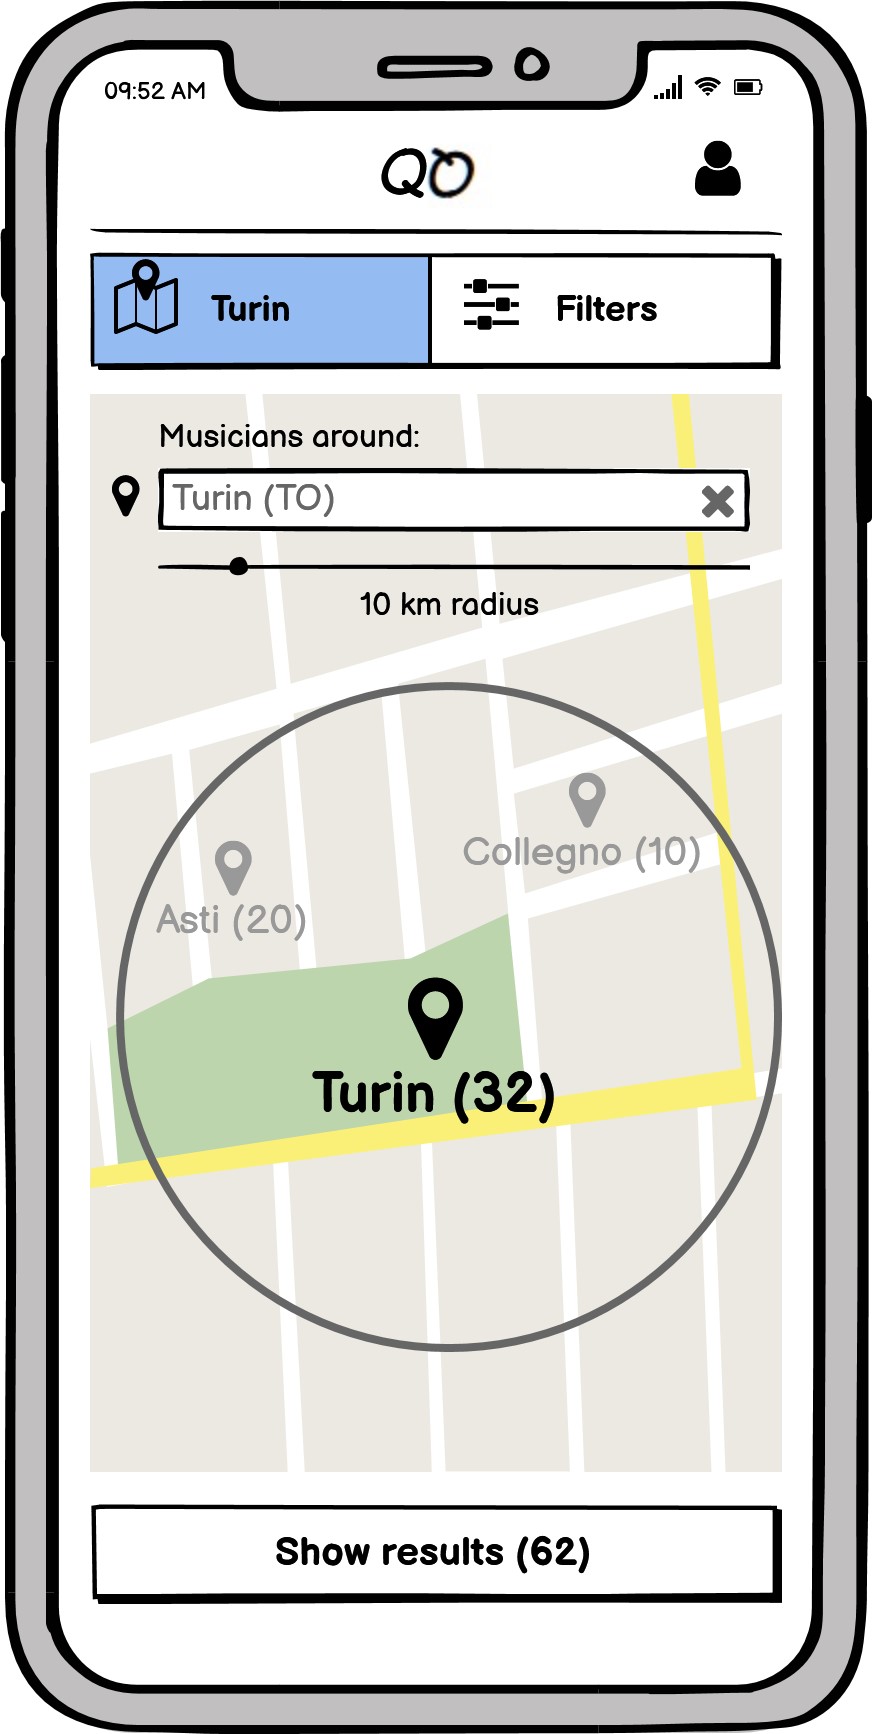 09:52 AM
QO
Turin
Filters
Musicians around:
Turin (TO)
10 km radius
Collegno (10)
Asti (20)
Turin (32)
Show results (62)